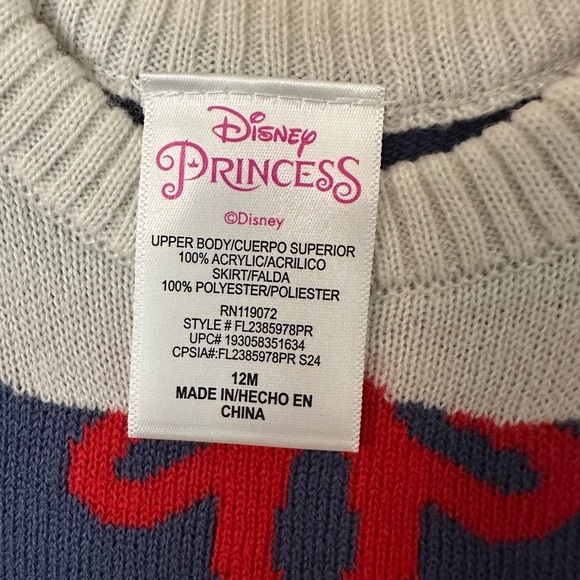 Disney
PRINCESS
©Disney
UPPER BODY/CUERPO SUPERIOR
100% ACRYLIC/ACRILICO
SKIRT/FALDA
100% POLYESTER/POLIESTER
RN119072
STYLE # FL2385978PR
UPC# 193058351634
CPSIA#:FL2385978PR S24
12M
MADE IN/HECHO EN
CHINA